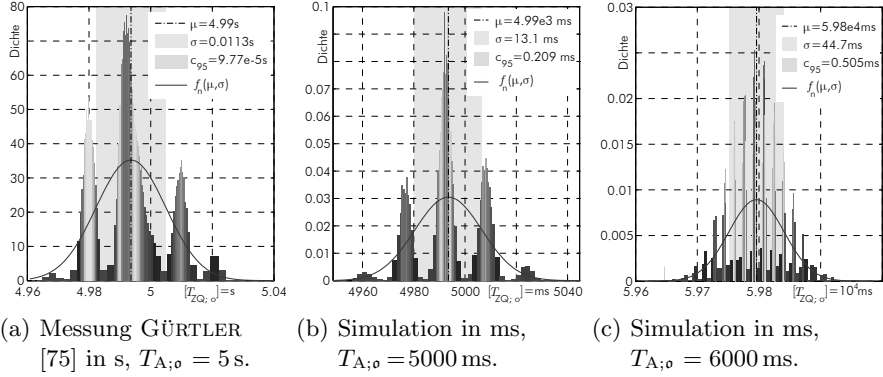 80
70
60
50
40
30
20
10
0
Dichte
μ=4.99s
σ=0.0113s
c95=9.77e-5s
fn(μ,σ)
4.96
4.98
5
[TZQ; o]=s
5.04
0.1
0.09
0.08
0.07
0.06
0.05
0.04
0.03
0.02
0.01
0
Dichte
μ=4.99e3 ms
σ=13.1 ms
c95=0.209 ms
fn(μ,σ)
4960
4980
5000
[TZQ; o]=ms
5040
0.03
0.025
0.02
0.015
0.01
0.005
0
Dichte
μ=5.98e4ms
σ=44.7ms
c95=0.505ms
fn(μ,σ)
5.96
5.97
5.98
[TZQ; o]=10⁴ms
6
(a) Messung GÜRTLER
[75] in s, TA;o = 5 s.
(b) Simulation in ms,
TA;o = 5000 ms.
(c) Simulation in ms,
TA;o = 6000 ms.